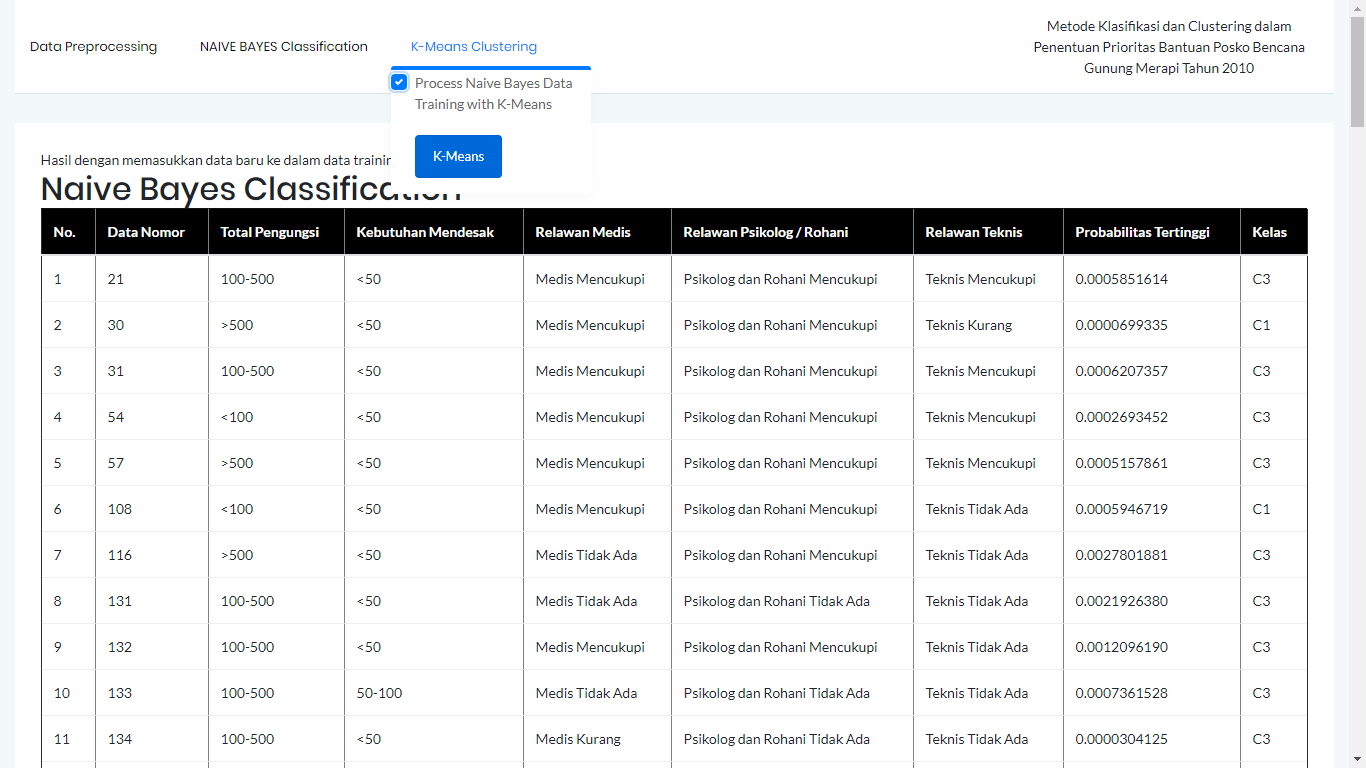 Data Preprocessing NAIVE BAYES Classification K-Means Clustering
Metode Klasifikasi dan Clustering dalam
Penentuan Prioritas Bantuan Posko Bencana
Gunung Merapi Tahun 2010
Process Naive Bayes Data
Training with K-Means
K-Means
Hasil dengan memasukkan data baru ke dalam data trainin
Naive Bayes Classification
No. Data Nomor Total Pengungsi Kebutuhan Mendesak Relawan Medis Relawan Psikolog / Rohani Relawan Teknis Probabilitas Tertinggi Kelas
1 21 100-500 <50 Medis Mencukupi Psikolog dan Rohani Mencukupi Teknis Mencukupi 0.0005851614 C3
2 30 >500 <50 Medis Mencukupi Psikolog dan Rohani Mencukupi Teknis Kurang 0.0000699335 C1
3 31 100-500 <50 Medis Mencukupi Psikolog dan Rohani Mencukupi Teknis Mencukupi 0.0006207357 C3
4 54 <100 <50 Medis Mencukupi Psikolog dan Rohani Mencukupi Teknis Mencukupi 0.0002693452 C3
5 57 >500 <50 Medis Mencukupi Psikolog dan Rohani Mencukupi Teknis Mencukupi 0.0005157861 C3
6 108 <100 <50 Medis Mencukupi Psikolog dan Rohani Mencukupi Teknis Tidak Ada 0.0005946719 C1
7 116 >500 <50 Medis Tidak Ada Psikolog dan Rohani Mencukupi Teknis Tidak Ada 0.0027801881 C3
8 131 100-500 <50 Medis Tidak Ada Psikolog dan Rohani Tidak Ada Teknis Tidak Ada 0.0021926380 C3
9 132 100-500 <50 Medis Mencukupi Psikolog dan Rohani Mencukupi Teknis Tidak Ada 0.0012096190 C3
10 133 100-500 50-100 Medis Tidak Ada Psikolog dan Rohani Tidak Ada Teknis Tidak Ada 0.0007361528 C3
11 134 100-500 <50 Medis Kurang Psikolog dan Rohani Tidak Ada Teknis Tidak Ada 0.0000304125 C3